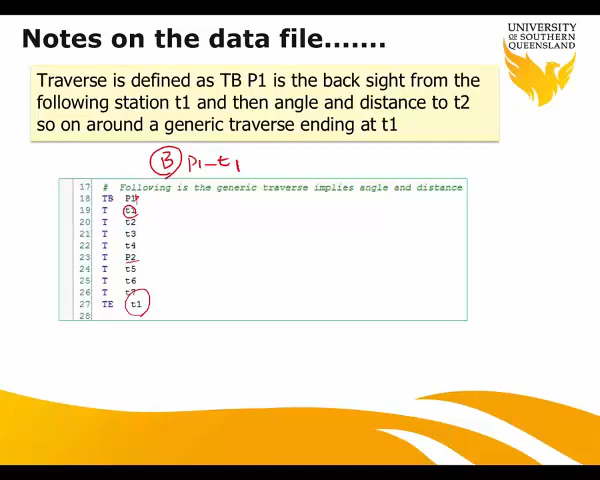 Notes on the data file.......
UNIVERSITY
OF SOUTHERN
QUEENSLAND
Traverse is defined as TB P1 is the back sight from the
following station t1 and then angle and distance to t2
so on around a generic traverse ending at t1
B P1-t1
17 # Following is the generic traverse implies angle and distance
18 TB P1
19 T t1
20 T t2
21 T t3
22 T t4
23 T P2
24 T t5
25 T t6
26 T t7
27 TE t1
28